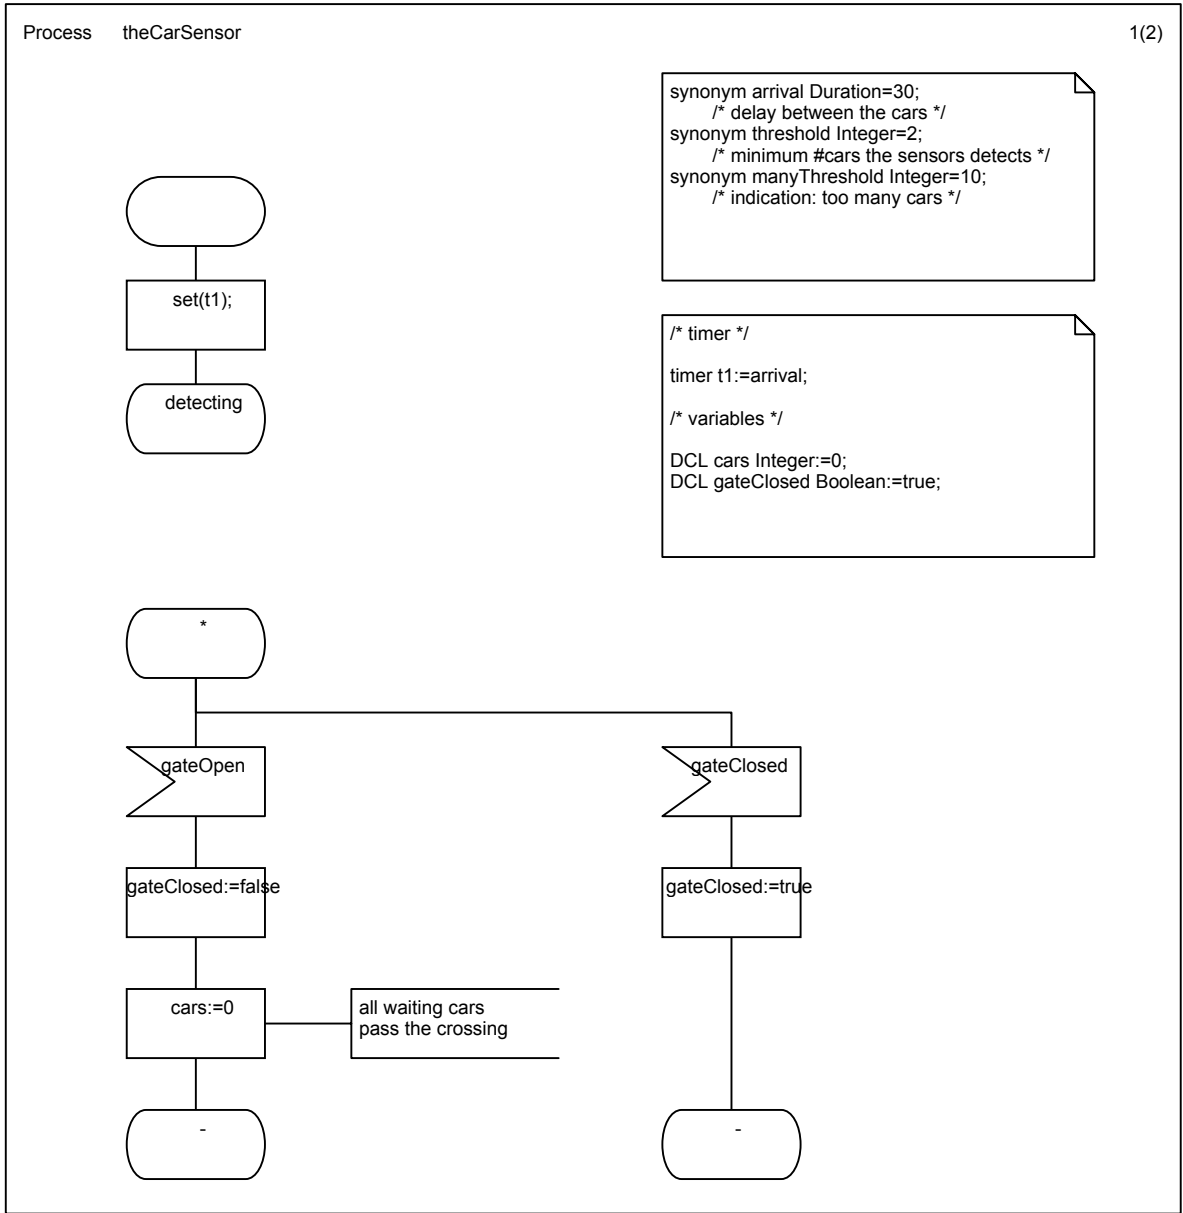 Process theCarSensor 1(2)
synonym arrival Duration=30;
/* delay between the cars */
synonym threshold Integer=2;
/* minimum #cars the sensors detects */
synonym manyThreshold Integer=10;
/* indication: too many cars */
set(t1);
detecting
/* timer */
timer t1:=arrival;
/* variables */
DCL cars Integer:=0;
DCL gateClosed Boolean:=true;
*
gateOpen
gateClosed
gateClosed:=false
gateClosed:=true
cars:=0
all waiting cars
pass the crossing
-
-